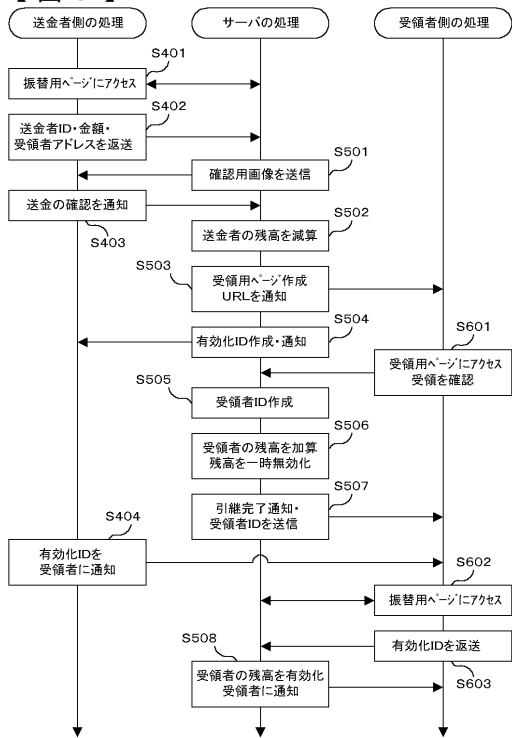 送金者側の処理
サーバの処理
受領者側の処理
S401
振替用ページにアクセス
S402
送金者ID・金額・
受領者アドレスを返送
S501
確認用画像を送信
送金の確認を通知
S403
S502
送金者の残高を減算
S503
受領用ページ作成
URLを通知
S504
有効化ID作成・通知
S601
受領用ページにアクセス
受領を確認
S505
受領者ID作成
S506
受領者の残高を加算
残高を一時無効化
S507
引継完了通知・
受領者IDを送信
S404
有効化IDを
受領者に通知
S602
振替用ページにアクセス
有効化IDを返送
S603
S508
受領者の残高を有効化
受領者に通知